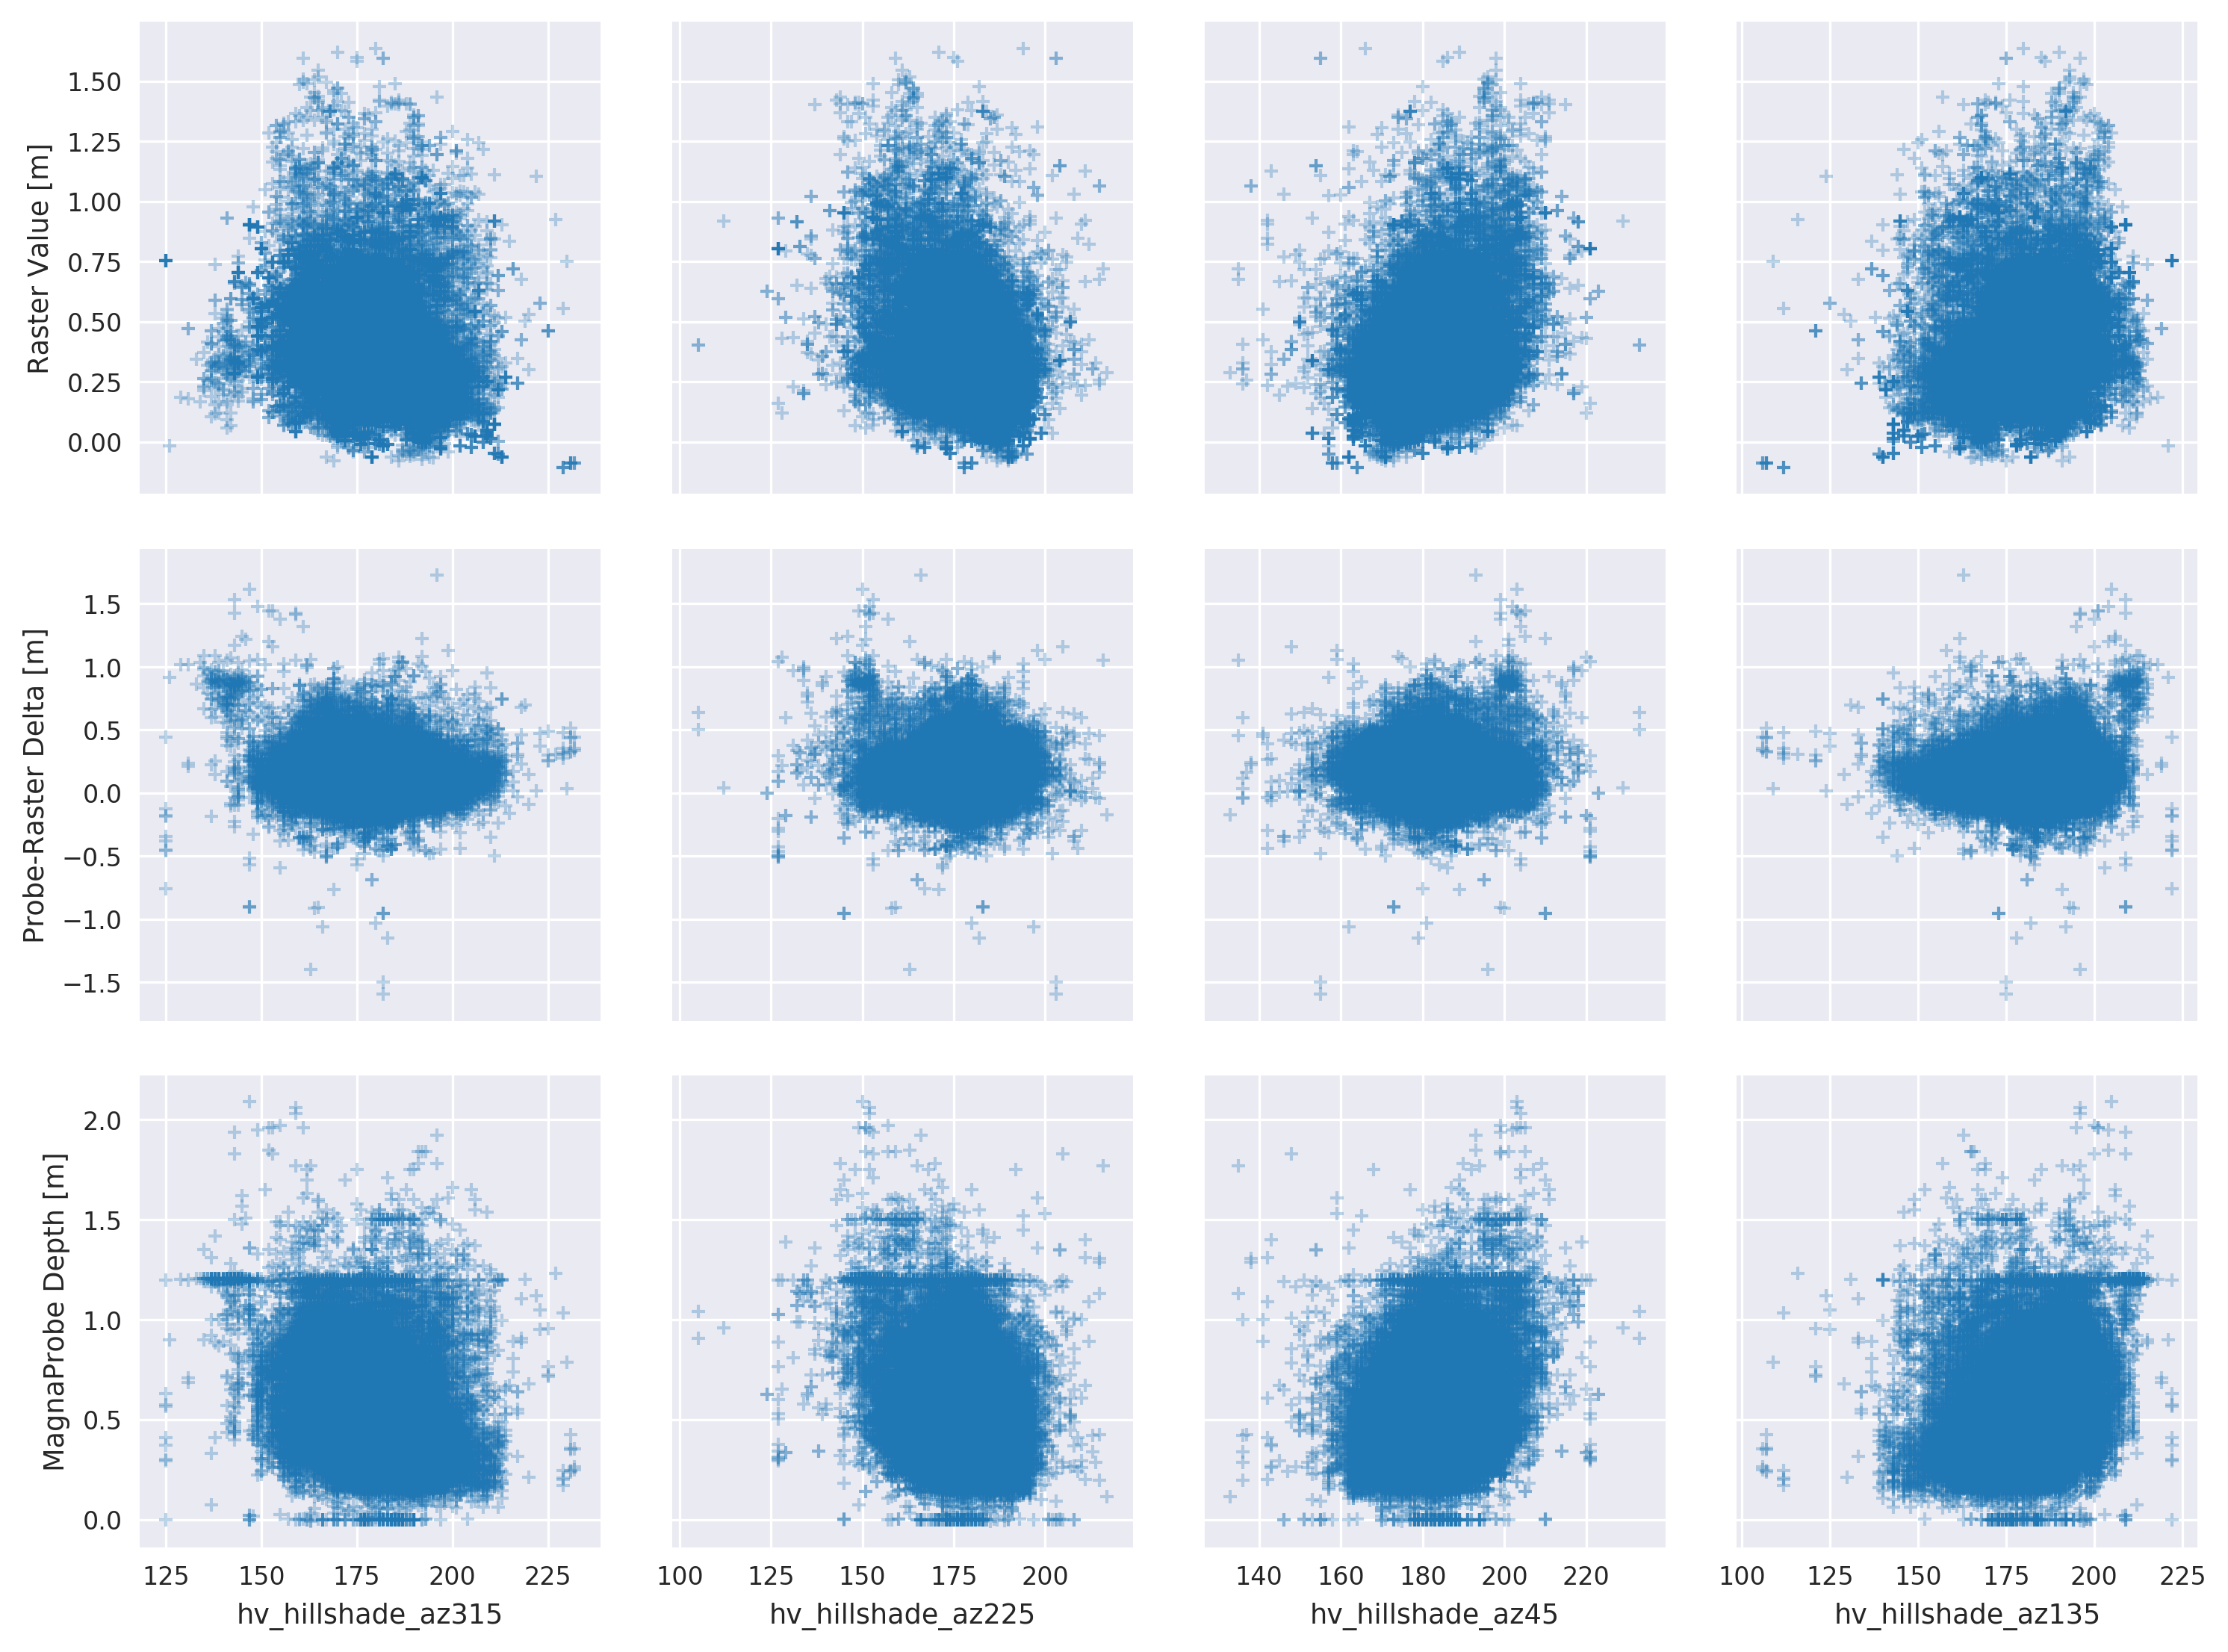 Raster Value [m]
1.50
1.25
1.00
0.75
0.50
0.25
0.00
Probe-Raster Delta [m]
1.5
1.0
0.5
0.0
−0.5
−1.0
−1.5
MagnaProbe Depth [m]
2.0
1.5
1.0
0.5
0.0
125 150 175 200 225
hv_hillshade_az315
100 125 150 175 200
hv_hillshade_az225
140 160 180 200 220
hv_hillshade_az45
100 125 150 175 200 225
hv_hillshade_az135